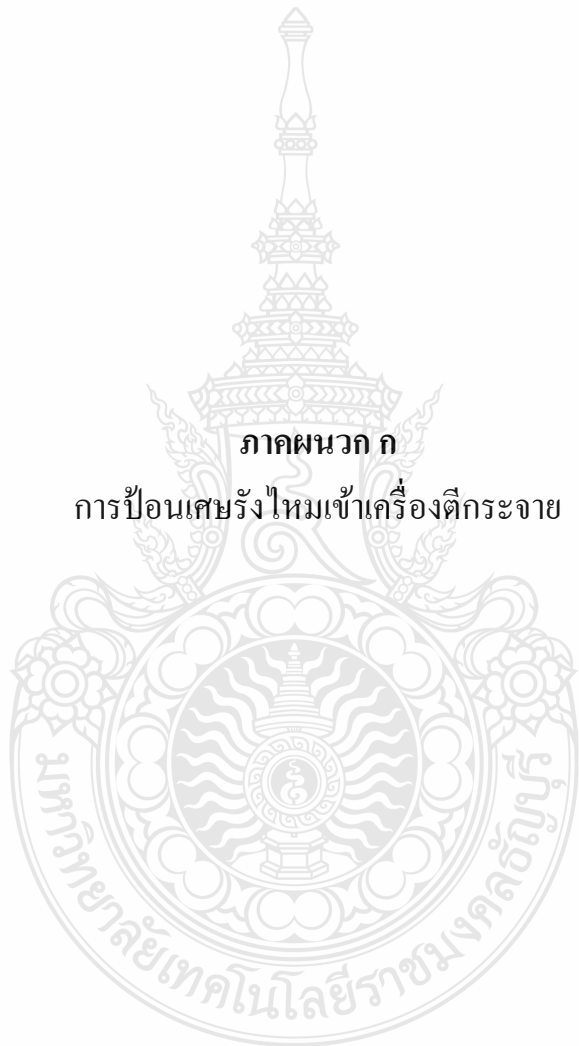 ภาคผนวก ก
การป้อนเศษรังไหมเข้าเครื่องตีกระจาย
มหาวิทยาลัยเทคโนโลยีราชมงคลธัญบุรี